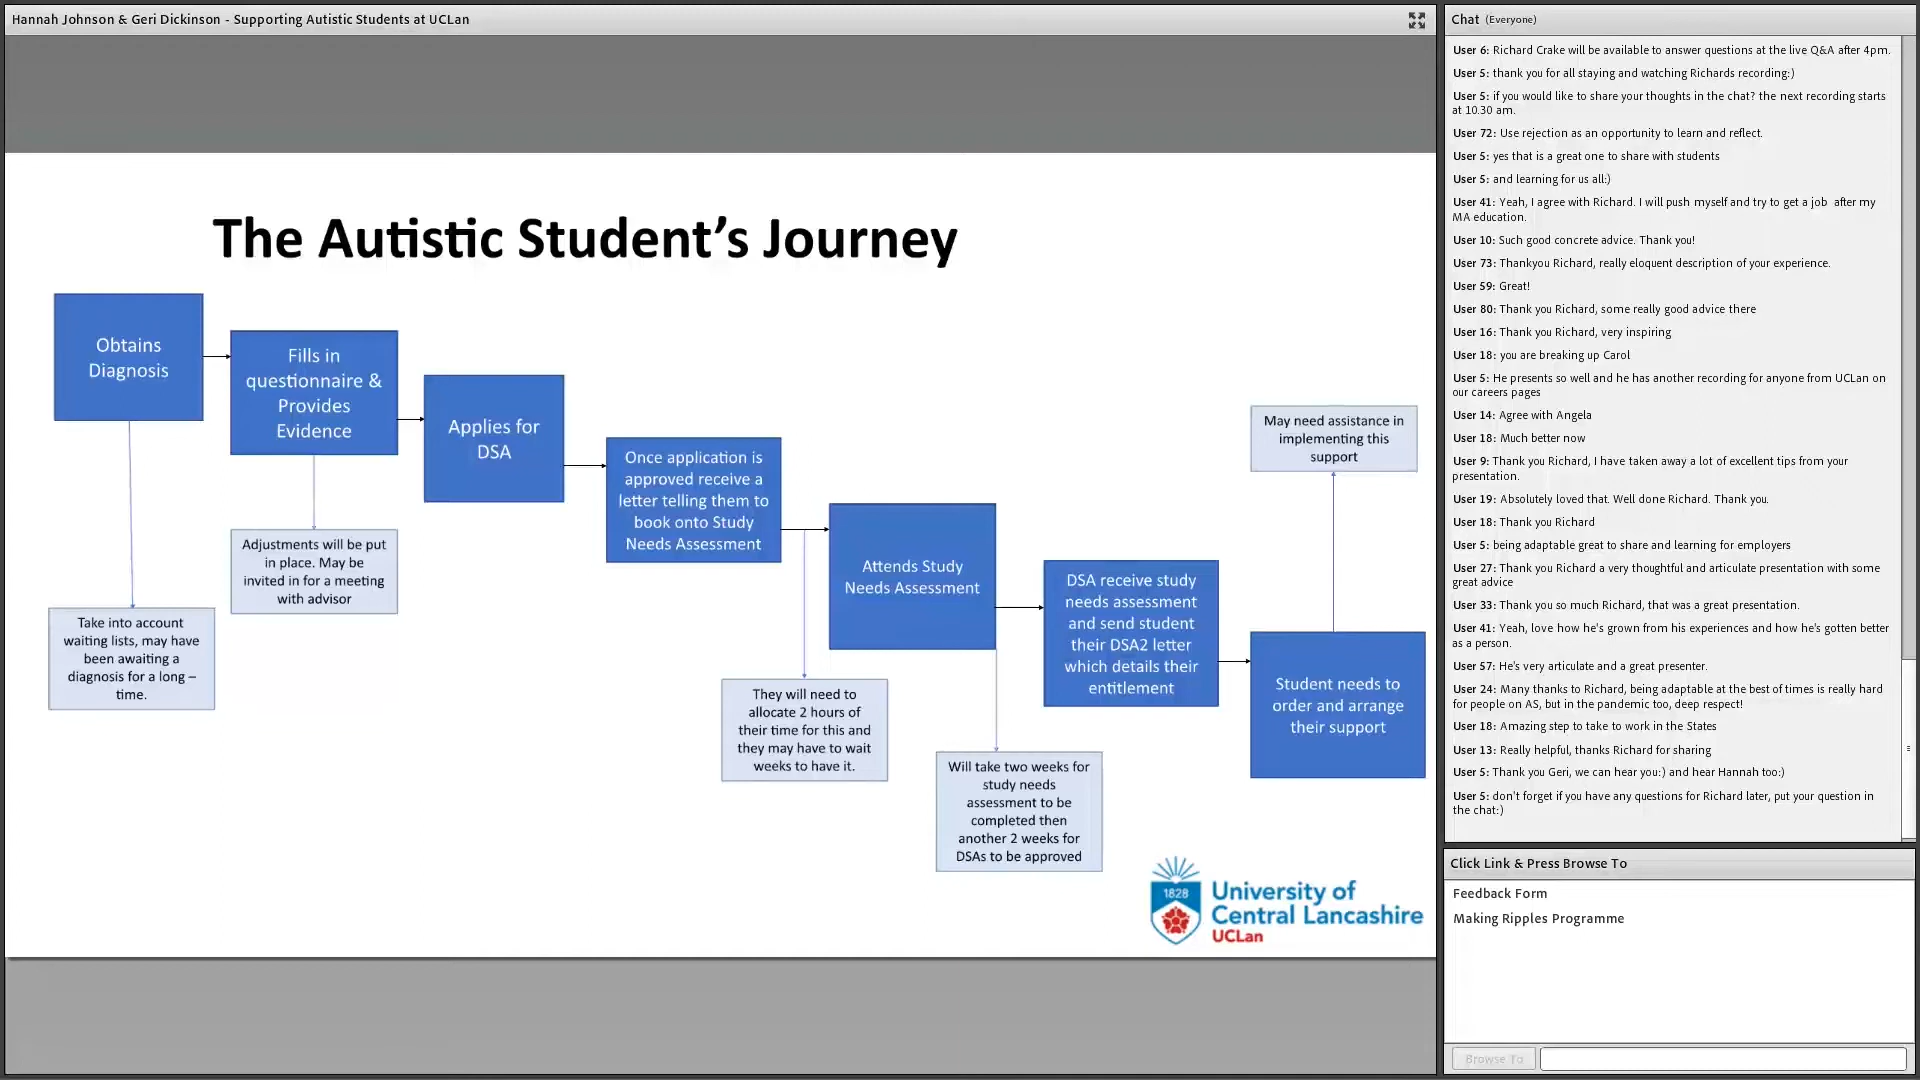 Hannah Johnson & Geri Dickinson - Supporting Autistic Students at UCLan
The Autistic Student's Journey
Obtains
Diagnosis
Fills in
questionnaire &
Provides
Evidence
Applies for
DSA
Once application is
approved receive a
letter telling them to
book onto Study
Needs Assessment
Attends Study
Needs Assessment
DSA receive study
needs assessment
and send student
their DSA2 letter
which details their
entitlement
Student needs to
order and arrange
their support
May need assistance in
implementing this
support
Take into account
waiting lists, may have
been awaiting a
diagnosis for a long –
time.
Adjustments will be put
in place. May be
invited in for a meeting
with advisor
They will need to
allocate 2 hours of
their time for this and
they may have to wait
weeks to have it.
Will take two weeks for
study needs
assessment to be
completed then
another 2 weeks for
DSAs to be approved
1828
University of
Central Lancashire
UCLan
Chat (Everyone)
User 6: Richard Crake will be available to answer questions at the live Q&A after 4pm.
User 5: thank you for all staying and watching Richards recording:)
User 5: if you would like to share your thoughts in the chat? the next recording starts
at 10.30 am.
User 72: Use rejection as an opportunity to learn and reflect.
User 5: yes that is a great one to share with students
User 5: and learning for us all:)
User 41: Yeah, I agree with Richard. I will push myself and try to get a job after my
MA education.
User 10: Such good concrete advice. Thank you!
User 73: Thankyou Richard, really eloquent description of your experience.
User 59: Great!
User 80: Thank you Richard, some really good advice there
User 16: Thank you Richard, very inspiring
User 18: you are breaking up Carol
User 5: He presents so well and he has another recording for anyone from UCLan on
our careers pages
User 14: Agree with Angela
User 18: Much better now
User 9: Thank you Richard, I have taken away a lot of excellent tips from your
presentation.
User 19: Absolutely loved that. Well done Richard. Thank you.
User 18: Thank you Richard
User 5: being adaptable great to share and learning for employers
User 27: Thank you Richard a very thoughtful and articulate presentation with some
great advice
User 33: Thank you so much Richard, that was a great presentation.
User 41: Yeah, love how he's grown from his experiences and how he's gotten better
as a person.
User 57: He's very articulate and a great presenter.
User 24: Many thanks to Richard, being adaptable at the best of times is really hard
for people on AS, but in the pandemic too, deep respect!
User 18: Amazing step to take to work in the States
User 13: Really helpful, thanks Richard for sharing
User 5: Thank you Geri, we can hear you:) and hear Hannah too:)
User 5: don't forget if you have any questions for Richard later, put your question in
the chat:)
Click Link & Press Browse To
Feedback Form
Making Ripples Programme
Browse To